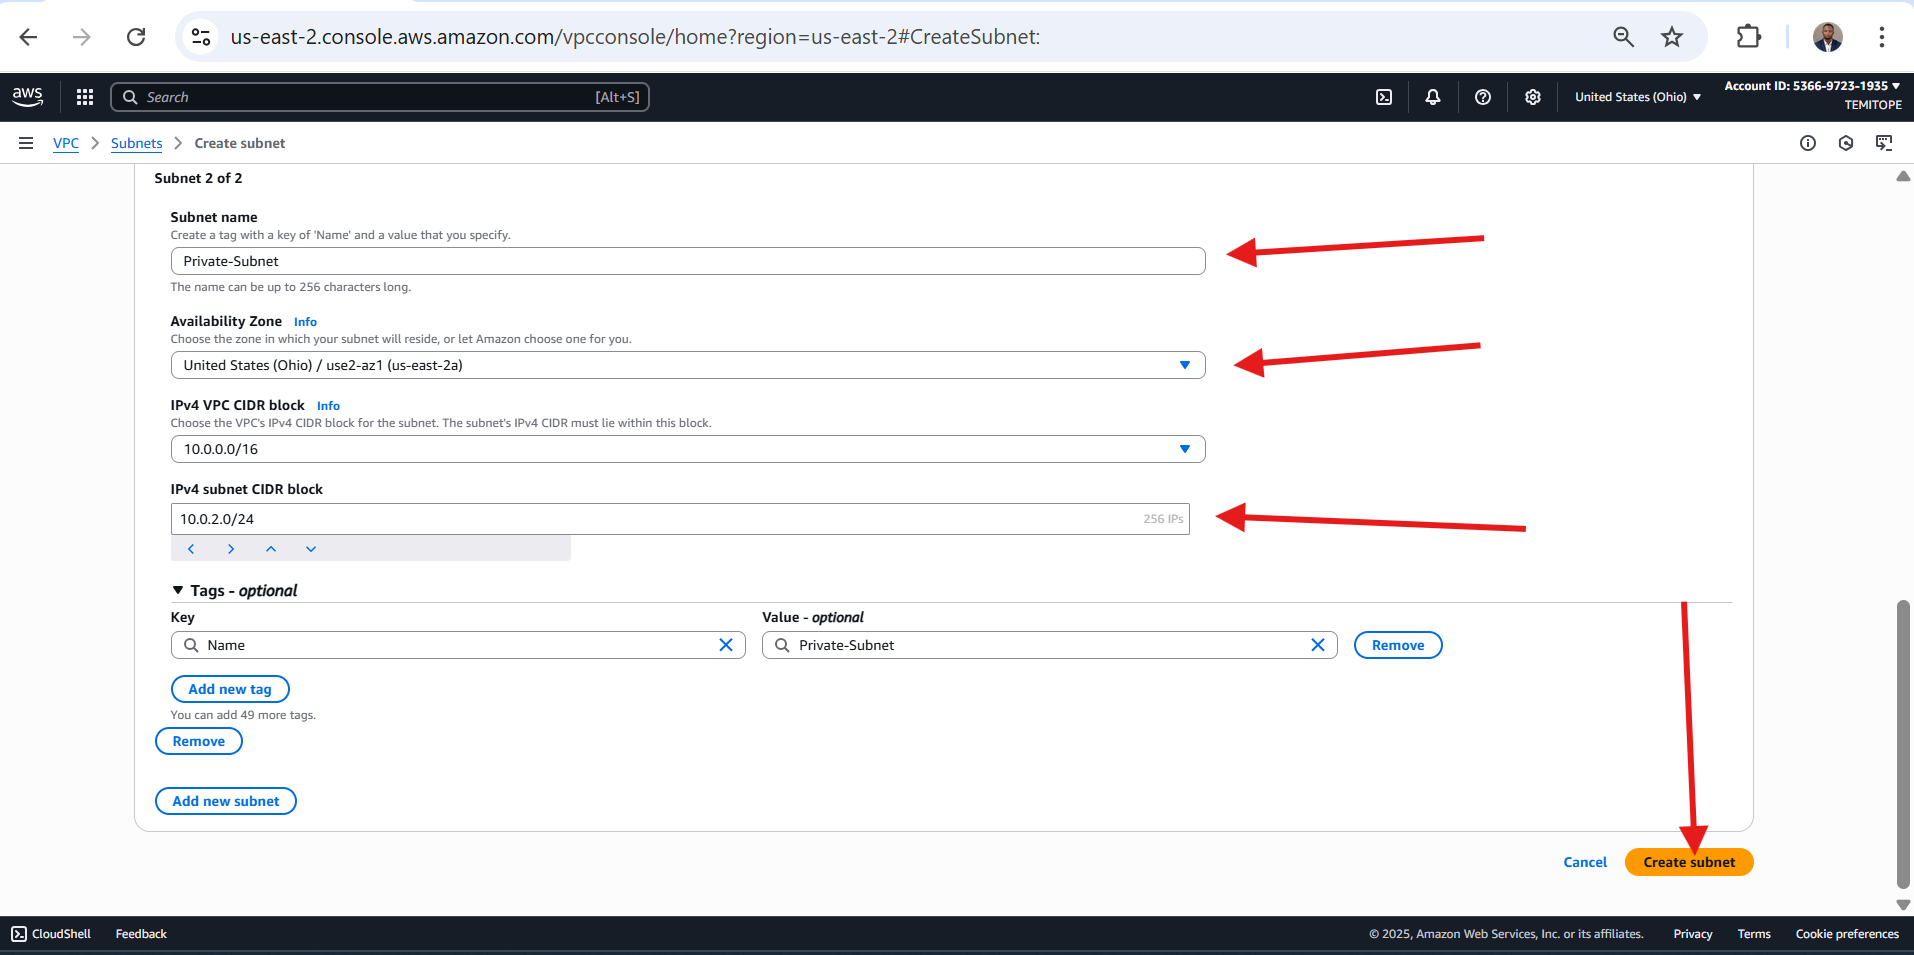 us-east-2.console.aws.amazon.com/vpcconsole/home?region=us-east-2#CreateSubnet:
aws
Search
[Alt+S]
United States (Ohio)
Account ID: 5366-9723-1935
TEMITOPE
VPC
Subnets
Create subnet
Subnet 2 of 2
Subnet name
Create a tag with a key of 'Name' and a value that you specify.
Private-Subnet
The name can be up to 256 characters long.
Availability Zone Info
Choose the zone in which your subnet will reside, or let Amazon choose one for you.
United States (Ohio) / use2-az1 (us-east-2a)
IPv4 VPC CIDR block Info
Choose the VPC's IPv4 CIDR block for the subnet. The subnet's IPv4 CIDR must lie within this block.
10.0.0.0/16
IPv4 subnet CIDR block
10.0.2.0/24
256 IPs
Tags - optional
Key
Value - optional
Name
Private-Subnet
Remove
Add new tag
You can add 49 more tags.
Remove
Add new subnet
Cancel
Create subnet
CloudShell
Feedback
© 2025, Amazon Web Services, Inc. or its affiliates.
Privacy
Terms
Cookie preferences